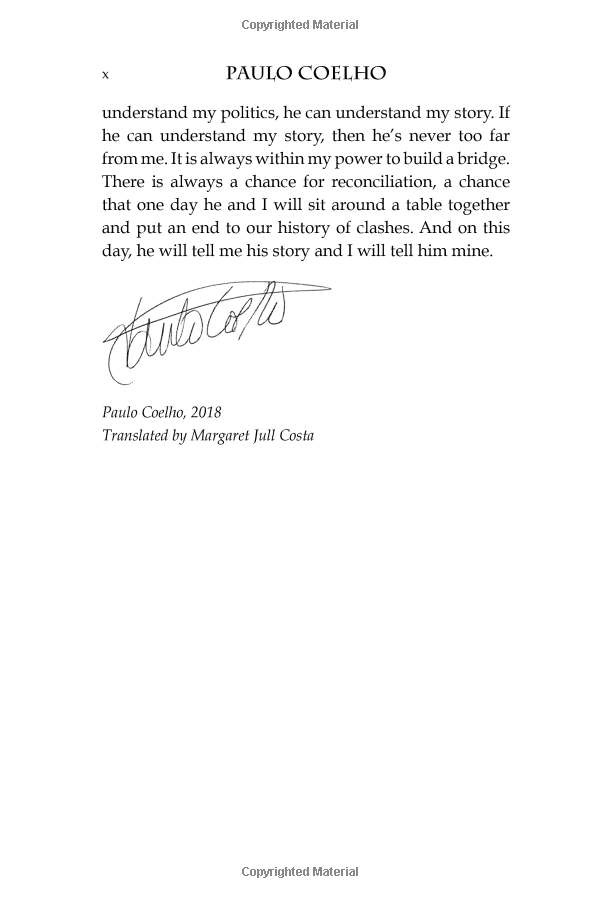 Copyrighted Material
x PAULO COELHO
understand my politics, he can understand my story. If
he can understand my story, then he's never too far
from me. It is always within my power to build a bridge.
There is always a chance for reconciliation, a chance
that one day he and I will sit around a table together
and put an end to our history of clashes. And on this
day, he will tell me his story and I will tell him mine.
Paulo Coelho
Paulo Coelho, 2018
Translated by Margaret Jull Costa
Copyrighted Material